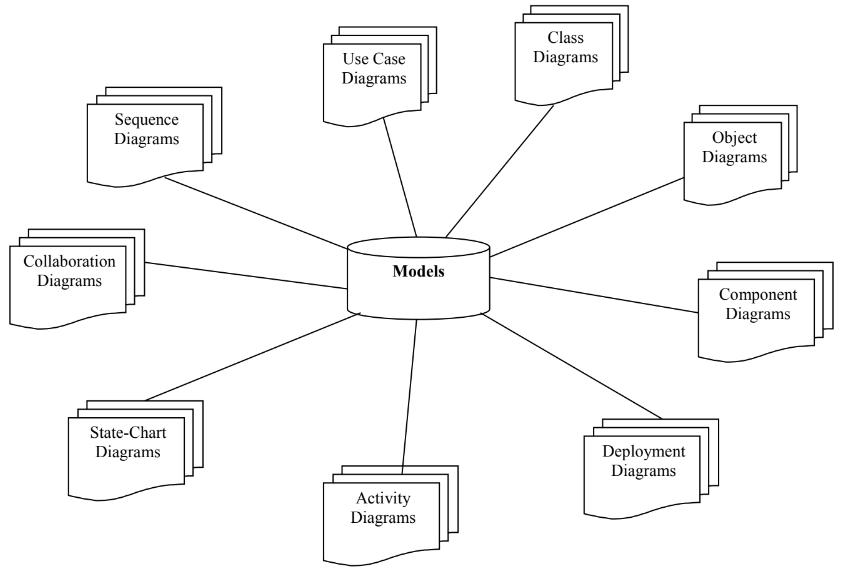 Class
Diagrams
Use Case
Diagrams
Sequence
Diagrams
Object
Diagrams
Models
Collaboration
Diagrams
Component
Diagrams
State-Chart
Diagrams
Deployment
Diagrams
Activity
Diagrams